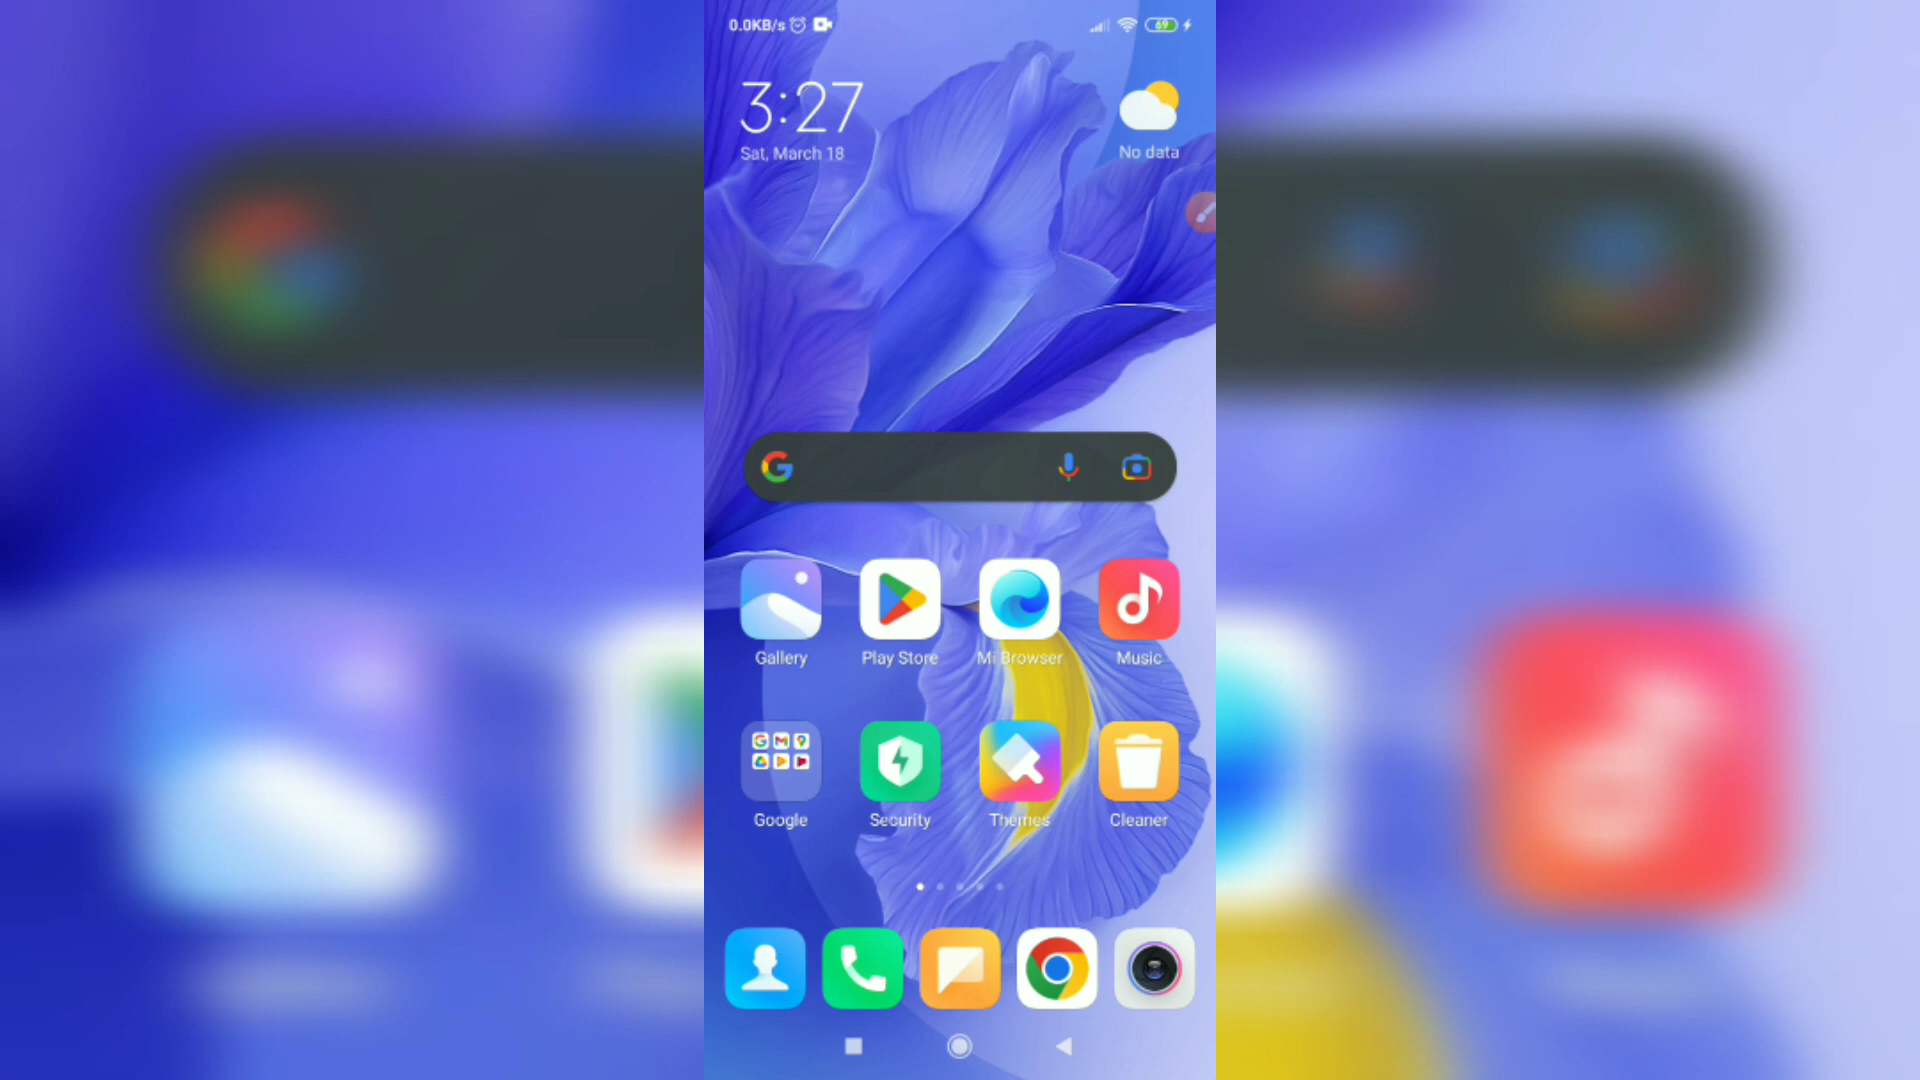 0.0KB/s
69
3:27
Sat, March 18
No data
Gallery
Play Store
Mi Browser
Music
Google
Security
Themes
Cleaner